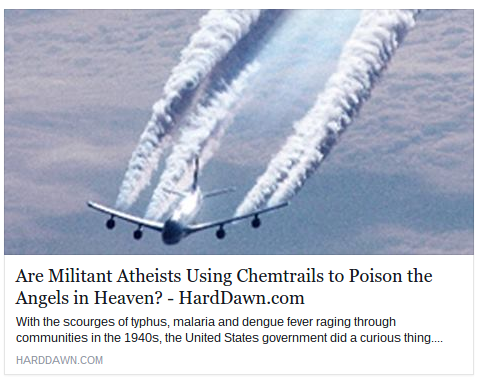 Are Militant Atheists Using Chemtrails to Poison the
Angels in Heaven? - HardDawn.com
With the scourges of typhus, malaria and dengue fever raging through
communities in the 1940s, the United States government did a curious thing....
HARDDAWN.COM